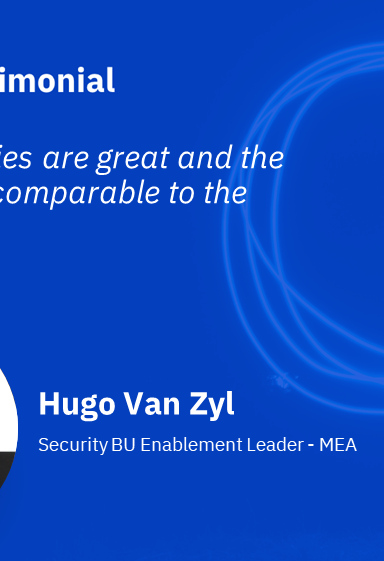 imonial
ies are great and the
comparable to the
Hugo Van Zyl
Security BU Enablement Leader - MEA